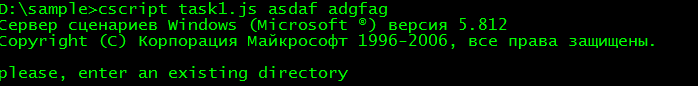 D:\sample>cscript task1.js asdaf adgfag
Сервер сценариев Windows (Microsoft ®) версия 5.812
Copyright (C) Корпорация Майкрософт 1996-2006, все права защищены.
please, enter an existing directory